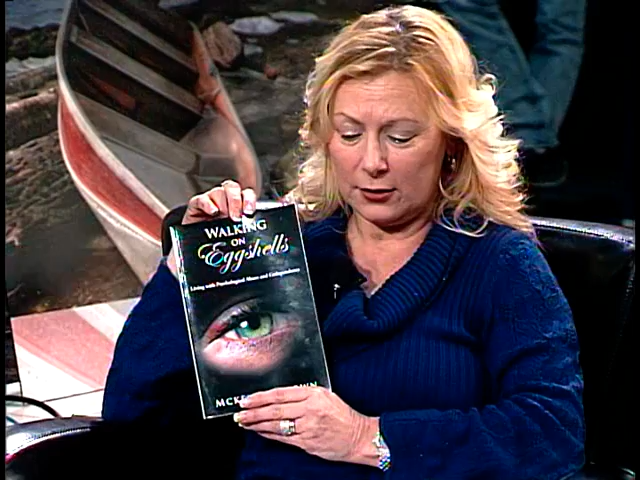 WALKING
ON
Eggshells
Living with Psychological Abuse and Codependence